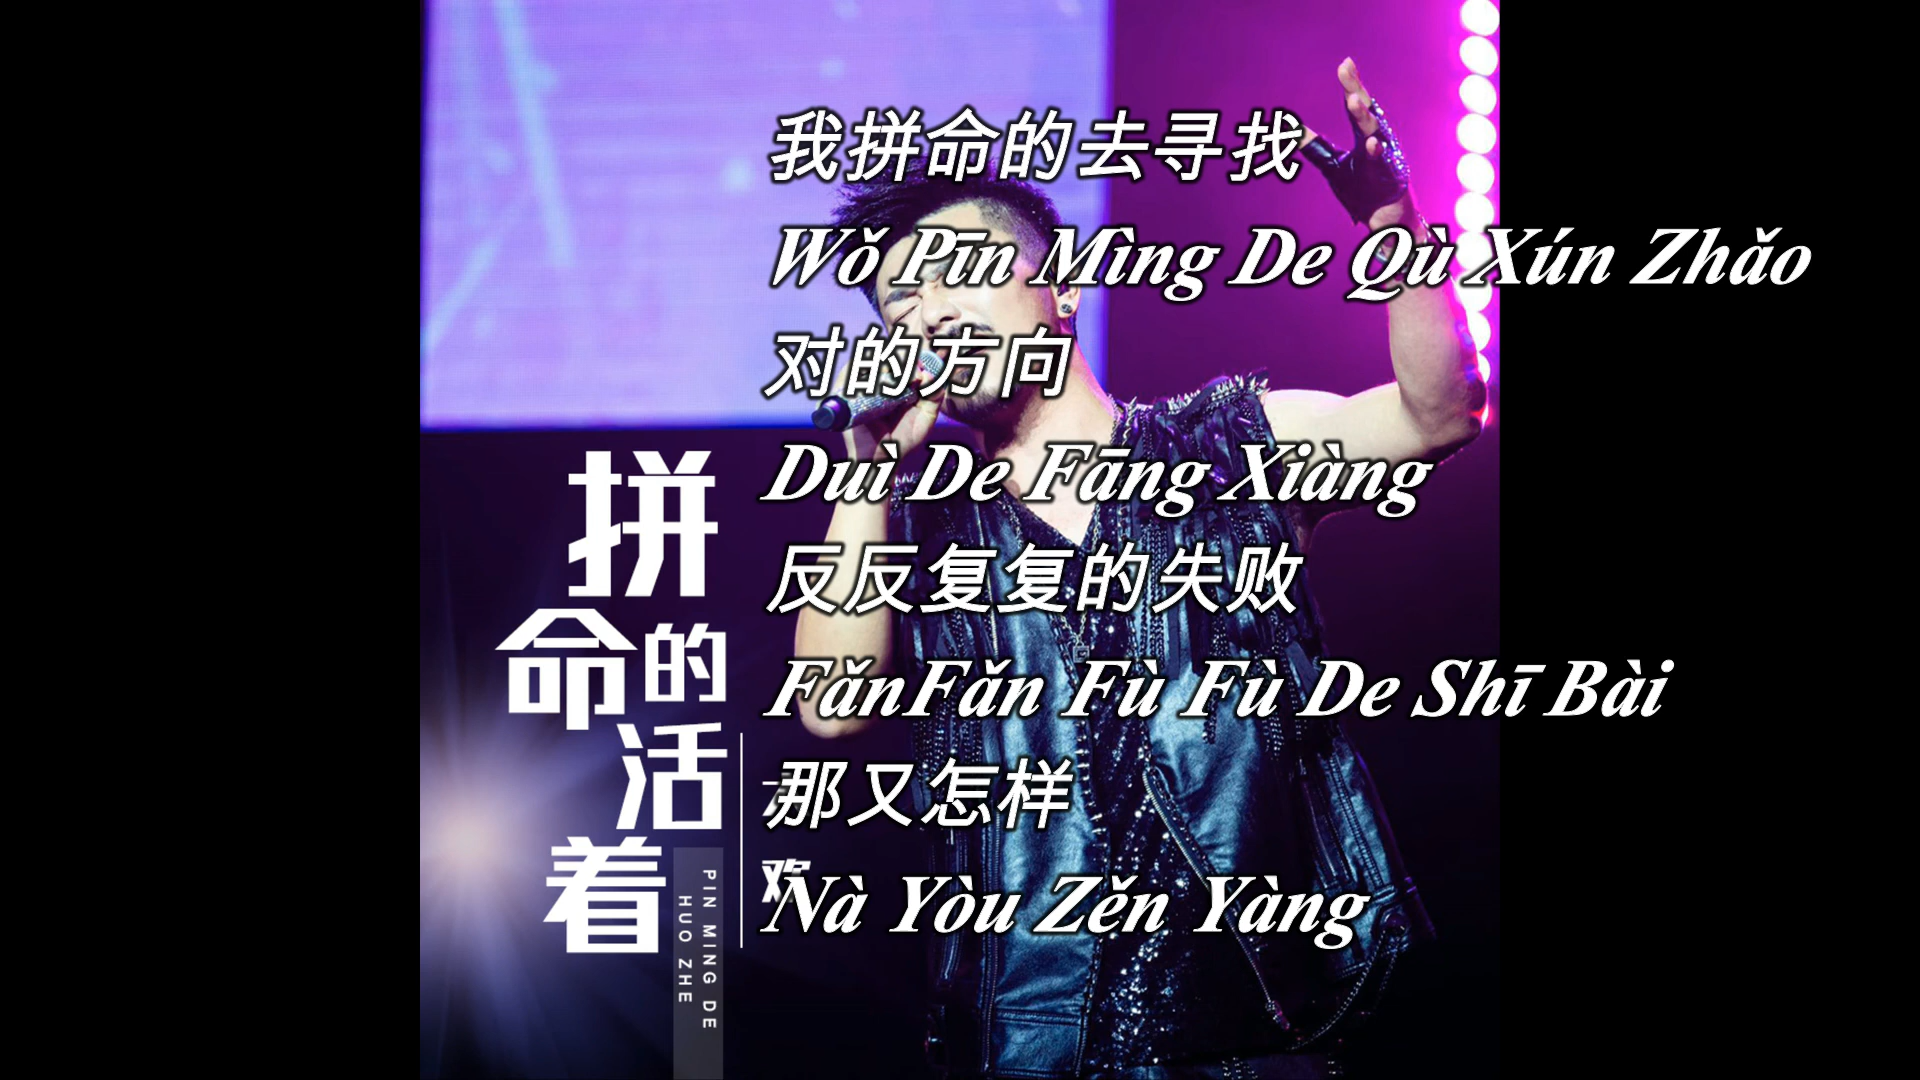 我拼命的去寻找
Wǒ Pīn Mìng De Qù Xún Zhǎo
对的方向
Duì De Fāng Xiàng
反反复复的失败
FǎnFǎn Fù Fù De Shī Bài
那又怎样
Nà Yòu Zěn Yàng
拼命的活着
PIN MING DE
HUO ZHE